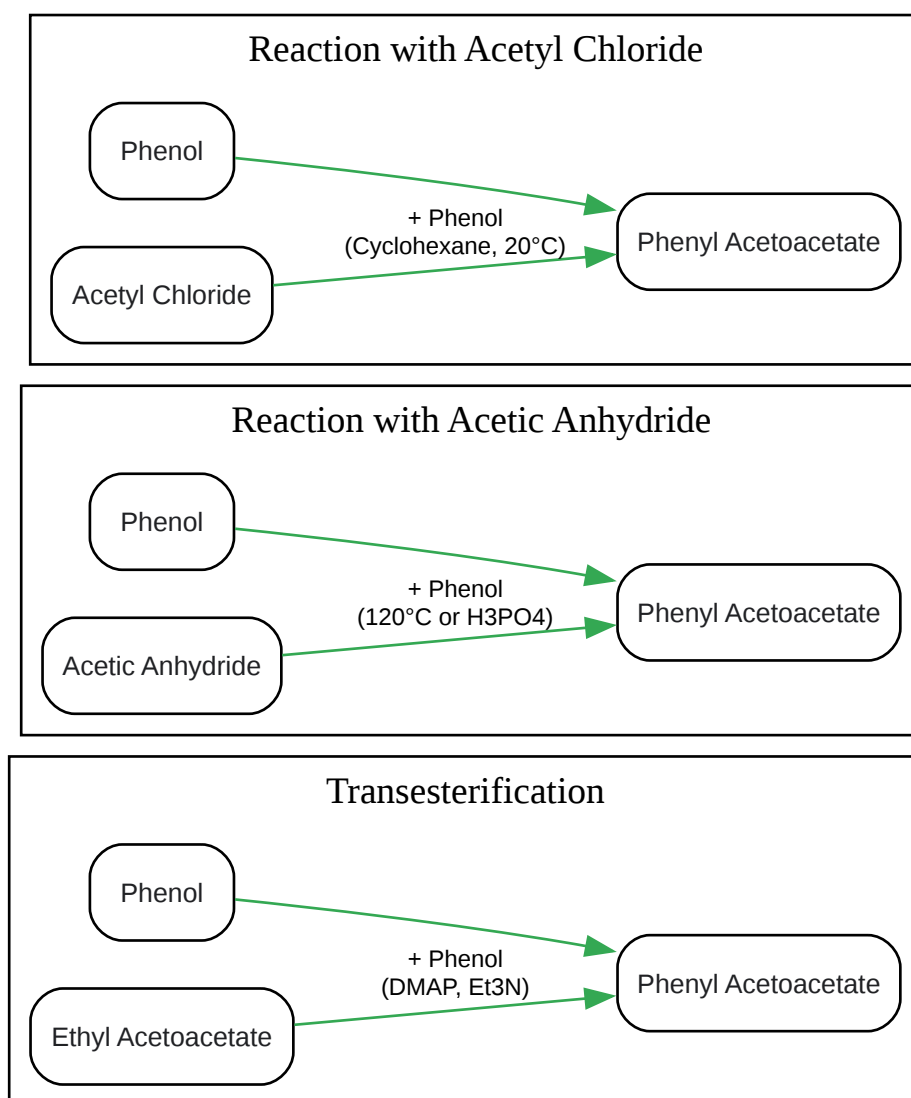 Reaction with Acetyl Chloride
Phenol
+ Phenol
(Cyclohexane, 20°C)
Phenyl Acetoacetate
Acetyl Chloride
Reaction with Acetic Anhydride
Phenol
+ Phenol
(120°C or H3PO4)
Phenyl Acetoacetate
Acetic Anhydride
Transesterification
Phenol
+ Phenol
(DMAP, Et3N)
Phenyl Acetoacetate
Ethyl Acetoacetate